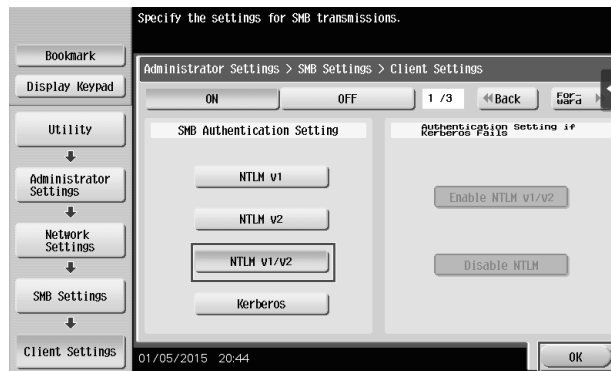 Specify the settings for SMB transmissions.
Bookmark
Display Keypad
Utility
Administrator
Settings
Network
Settings
SMB Settings
Client Settings
Administrator Settings > SMB Settings > Client Settings
ON
OFF
1 /3
Back
For-
ward
SMB Authentication Setting
NTLM v1
NTLM v2
NTLM v1/v2
Kerberos
Authentication Setting if
Kerberos Fails
Enable NTLM v1/v2
Disable NTLM
01/05/2015 20:44
OK